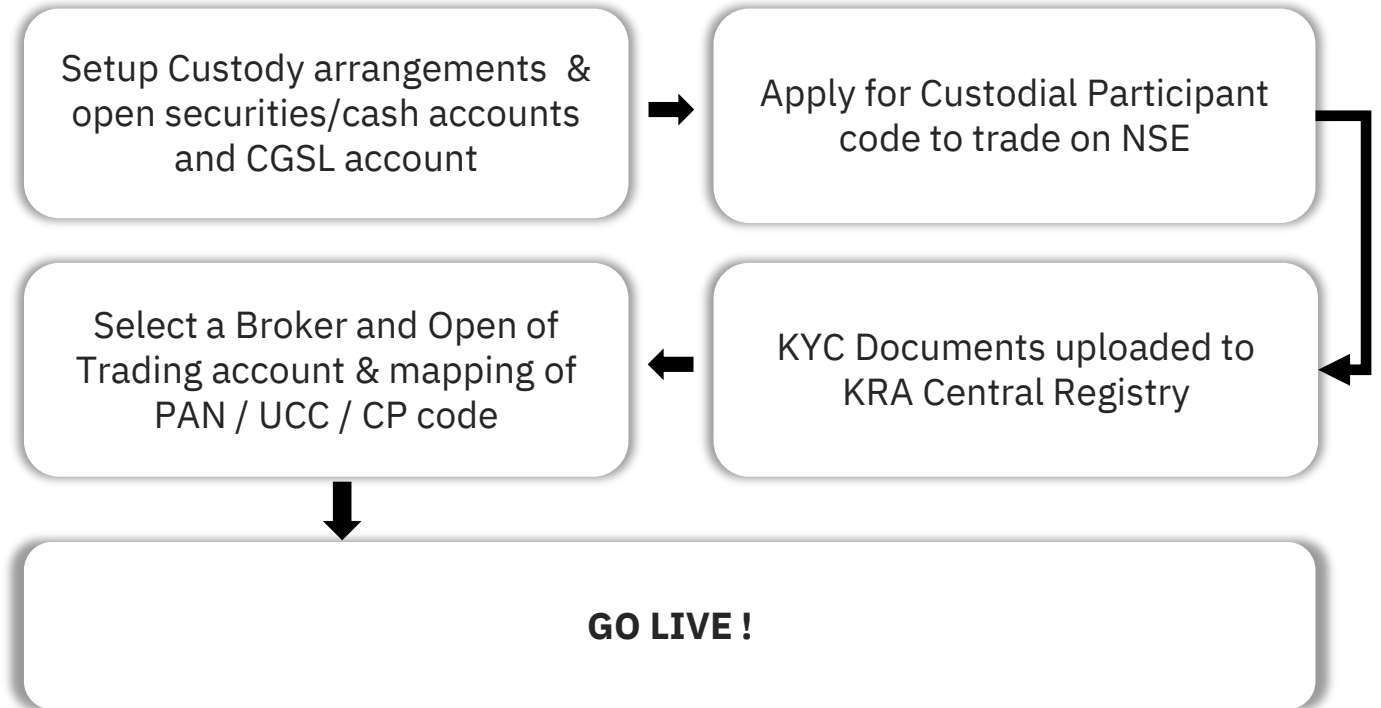 Setup Custody arrangements  &
open securities/cash accounts
and CGSL account
Apply for Custodial Participant
code to trade on NSE
KYC Documents uploaded to
KRA Central Registry
Select a Broker and Open of
Trading account & mapping of
PAN / UCC / CP code
GO LIVE !